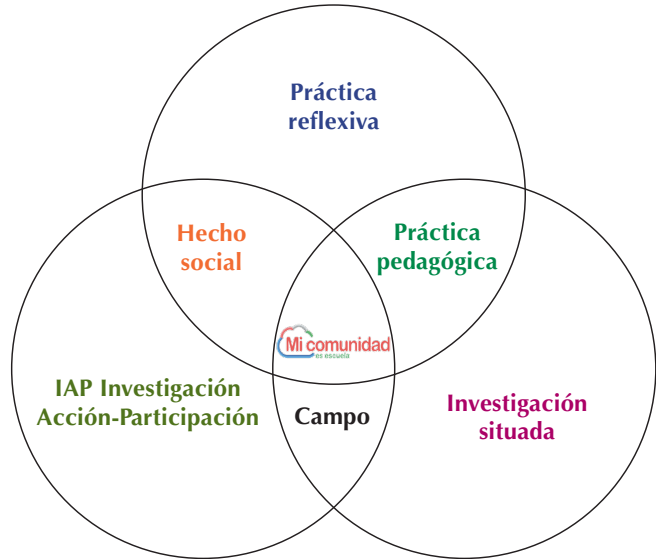 Práctica
reflexiva
Hecho
social
Práctica
pedagógica
Mi comunidad
es escuela
IAP Investigación
Acción-Participación
Campo
Investigación
situada